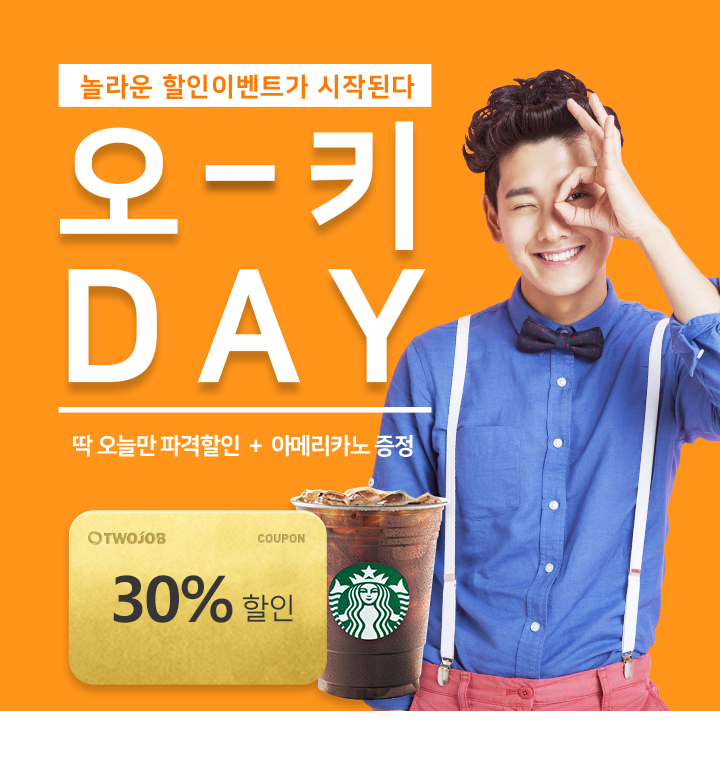 놀라운 할인이벤트가 시작된다
오-키
DAY
딱 오늘만 파격할인 + 아메리카노 증정
TWOJOB
COUPON
30% 할인